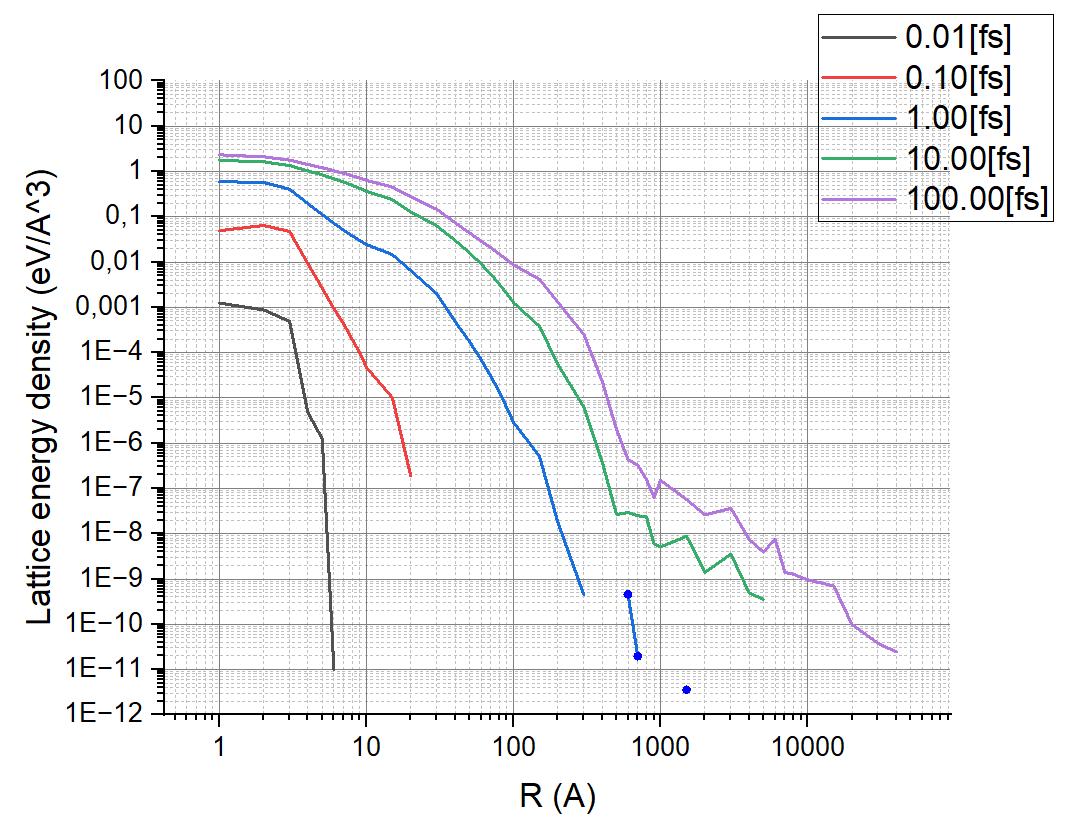 0.01[fs]
0.10[fs]
1.00[fs]
10.00[fs]
100.00[fs]
Lattice energy density (eV/A^3)
100
10
1
0,1
0,01
0,001
1E−4
1E−5
1E−6
1E−7
1E−8
1E−9
1E−10
1E−11
1E−12
1 10 100 1000 10000
R (A)